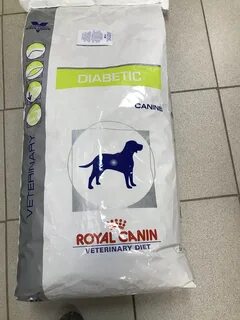 DIABETIC
CANINE
VETERINARY
ROYAL CANIN
VETERINARY DIET